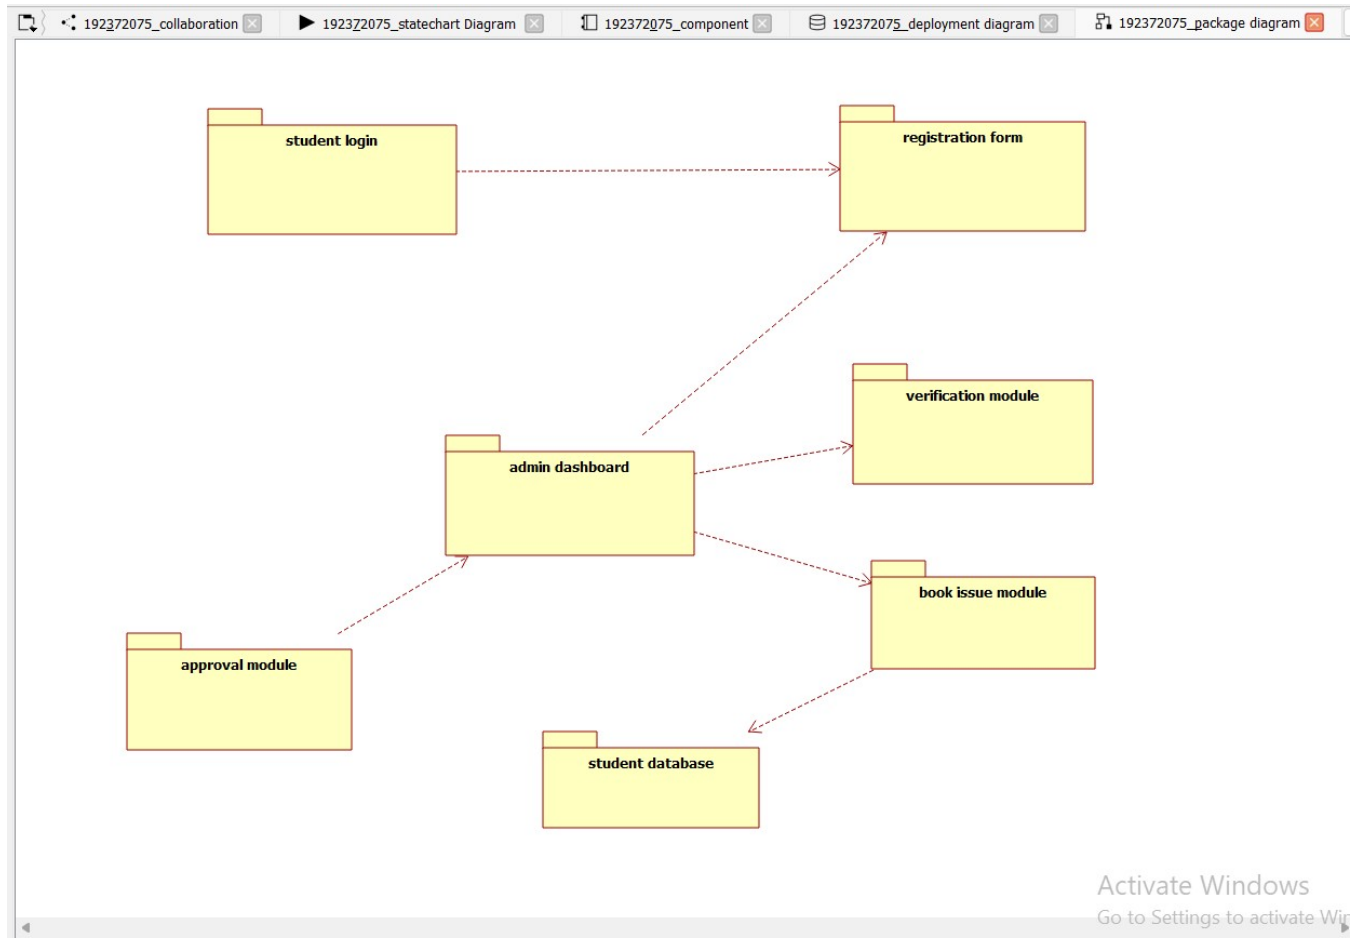 192372075_collaboration
192372075_statechart Diagram
192372075_component
192372075_deployment diagram
192372075_package diagram
student login
registration form
verification module
admin dashboard
book issue module
approval module
student database
Activate Windows
Go to Settings to activate Win